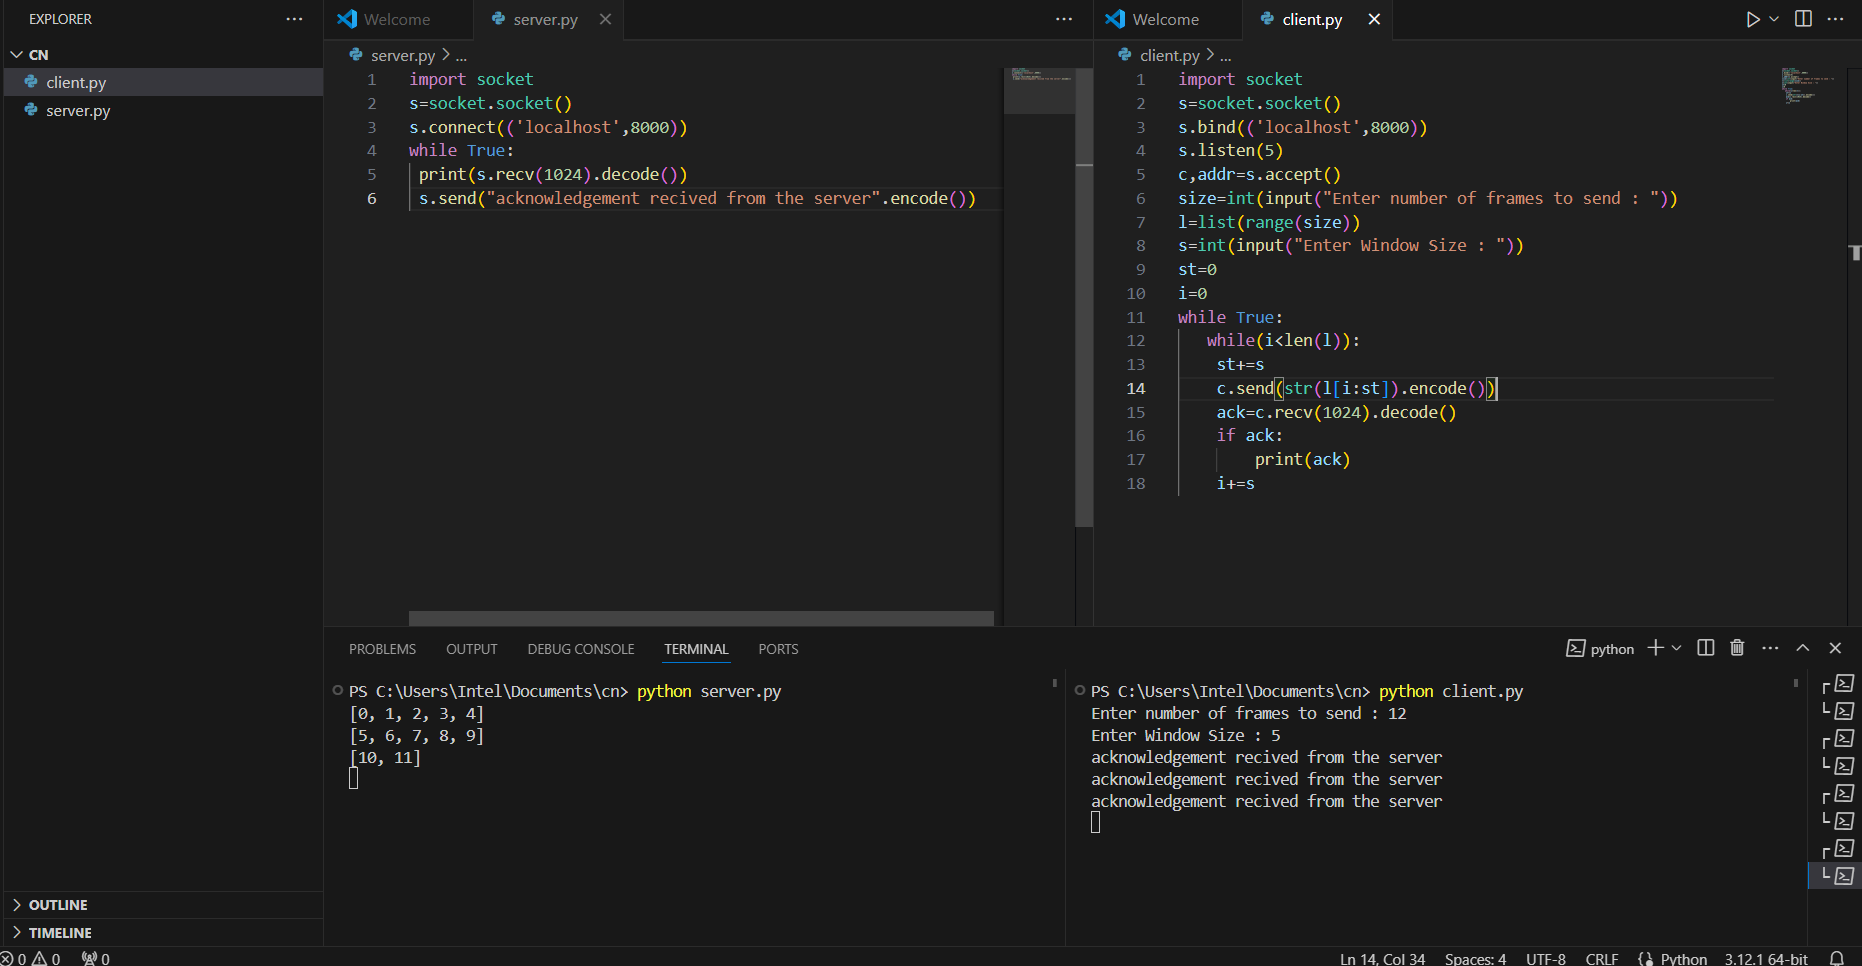 EXPLORER
CN
client.py
server.py
OUTLINE
TIMELINE
Welcome
server.py
server.py > ...
1 import socket
2 s=socket.socket()
3 s.connect(('localhost',8000))
4 while True:
5 print(s.recv(1024).decode())
6 s.send("acknowledgement recived from the server".encode())
Welcome
client.py
client.py > ...
1 import socket
2 s=socket.socket()
3 s.bind(('localhost',8000))
4 s.listen(5)
5 c,addr=s.accept()
6 size=int(input("Enter number of frames to send : "))
7 l=list(range(size))
8 s=int(input("Enter Window Size : "))
9 st=0
10 i=0
11 while True:
12 while(i<len(l)):
13 st+=s
14 c.send(str(l[i:st]).encode())
15 ack=c.recv(1024).decode()
16 if ack:
17 print(ack)
18 i+=s
PROBLEMS OUTPUT DEBUG CONSOLE TERMINAL PORTS
python
PS C:\Users\Intel\Documents\cn> python server.py
[0, 1, 2, 3, 4]
[5, 6, 7, 8, 9]
[10, 11]
PS C:\Users\Intel\Documents\cn> python client.py
Enter number of frames to send : 12
Enter Window Size : 5
acknowledgement recived from the server
acknowledgement recived from the server
acknowledgement recived from the server
0 0 0
Ln 14, Col 34 Spaces: 4 UTF-8 CRLF Python 3.12.1 64-bit